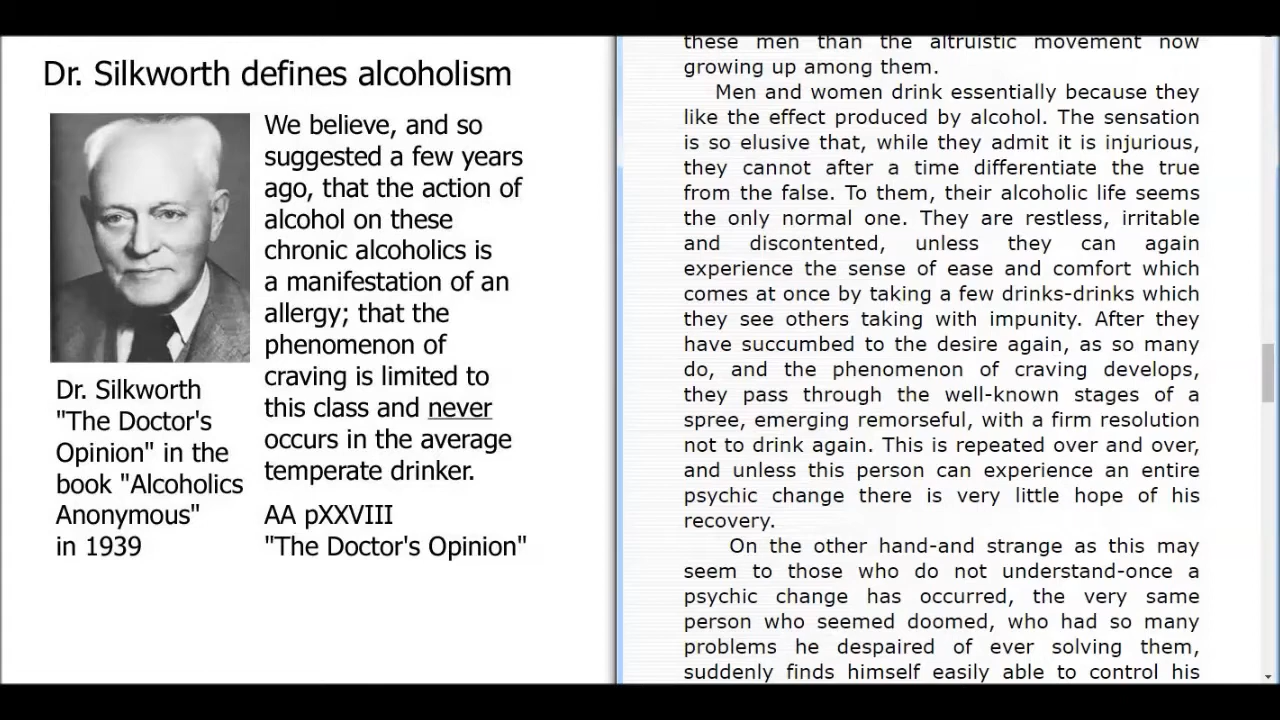 Dr. Silkworth defines alcoholism
We believe, and so
suggested a few years
ago, that the action of
alcohol on these
chronic alcoholics is
a manifestation of an
allergy; that the
phenomenon of
craving is limited to
this class and never
occurs in the average
temperate drinker.
AA pXXVIII
"The Doctor's Opinion"
Dr. Silkworth
"The Doctor's
Opinion" in the
book "Alcoholics
Anonymous"
in 1939
these men than the altruistic movement now
growing up among them.
Men and women drink essentially because they
like the effect produced by alcohol. The sensation
is so elusive that, while they admit it is injurious,
they cannot after a time differentiate the true
from the false. To them, their alcoholic life seems
the only normal one. They are restless, irritable
and discontented, unless they can again
experience the sense of ease and comfort which
comes at once by taking a few drinks-drinks which
they see others taking with impunity. After they
have succumbed to the desire again, as so many
do, and the phenomenon of craving develops,
they pass through the well-known stages of a
spree, emerging remorseful, with a firm resolution
not to drink again. This is repeated over and over,
and unless this person can experience an entire
psychic change there is very little hope of his
recovery.
On the other hand-and strange as this may
seem to those who do not understand-once a
psychic change has occurred, the very same
person who seemed doomed, who had so many
problems he despaired of ever solving them,
suddenly finds himself easily able to control his